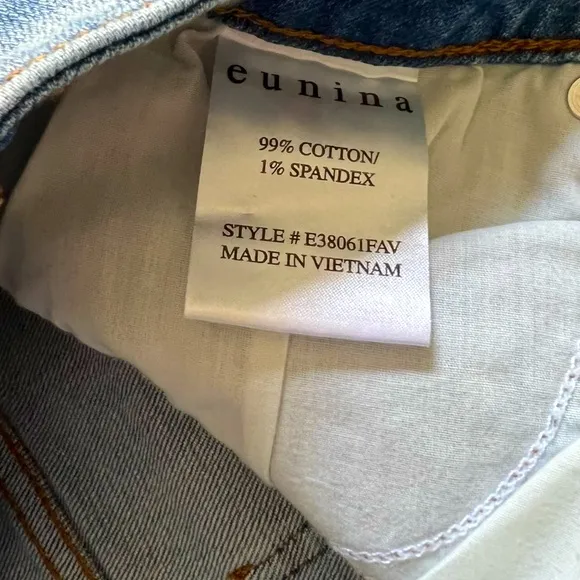 eunina
99% COTTON/
1% SPANDEX
STYLE # E38061FAV
MADE IN VIETNAM